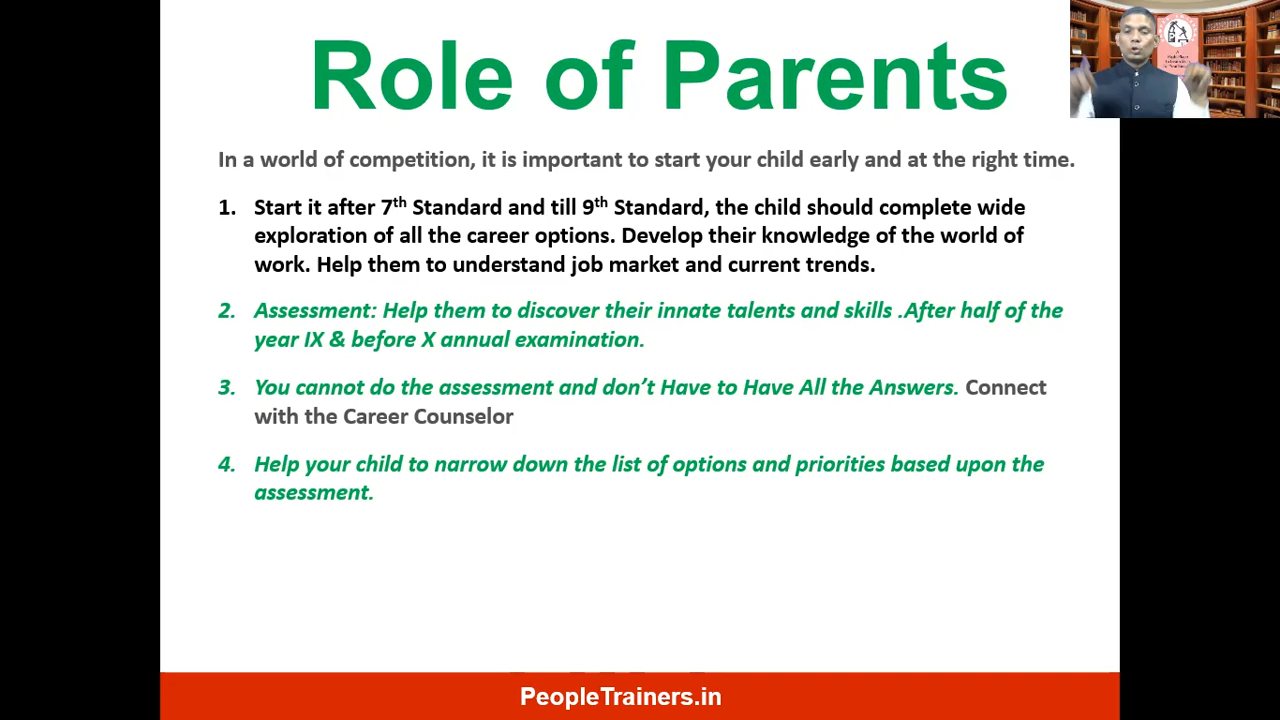 Role of Parents
In a world of competition, it is important to start your child early and at the right time.
1. Start it after 7th Standard and till 9th Standard, the child should complete wide
exploration of all the career options. Develop their knowledge of the world of
work. Help them to understand job market and current trends.
2. Assessment: Help them to discover their innate talents and skills .After half of the
year IX & before X annual examination.
3. You cannot do the assessment and don’t Have to Have All the Answers. Connect
with the Career Counselor
4. Help your child to narrow down the list of options and priorities based upon the
assessment.
PeopleTrainers.in